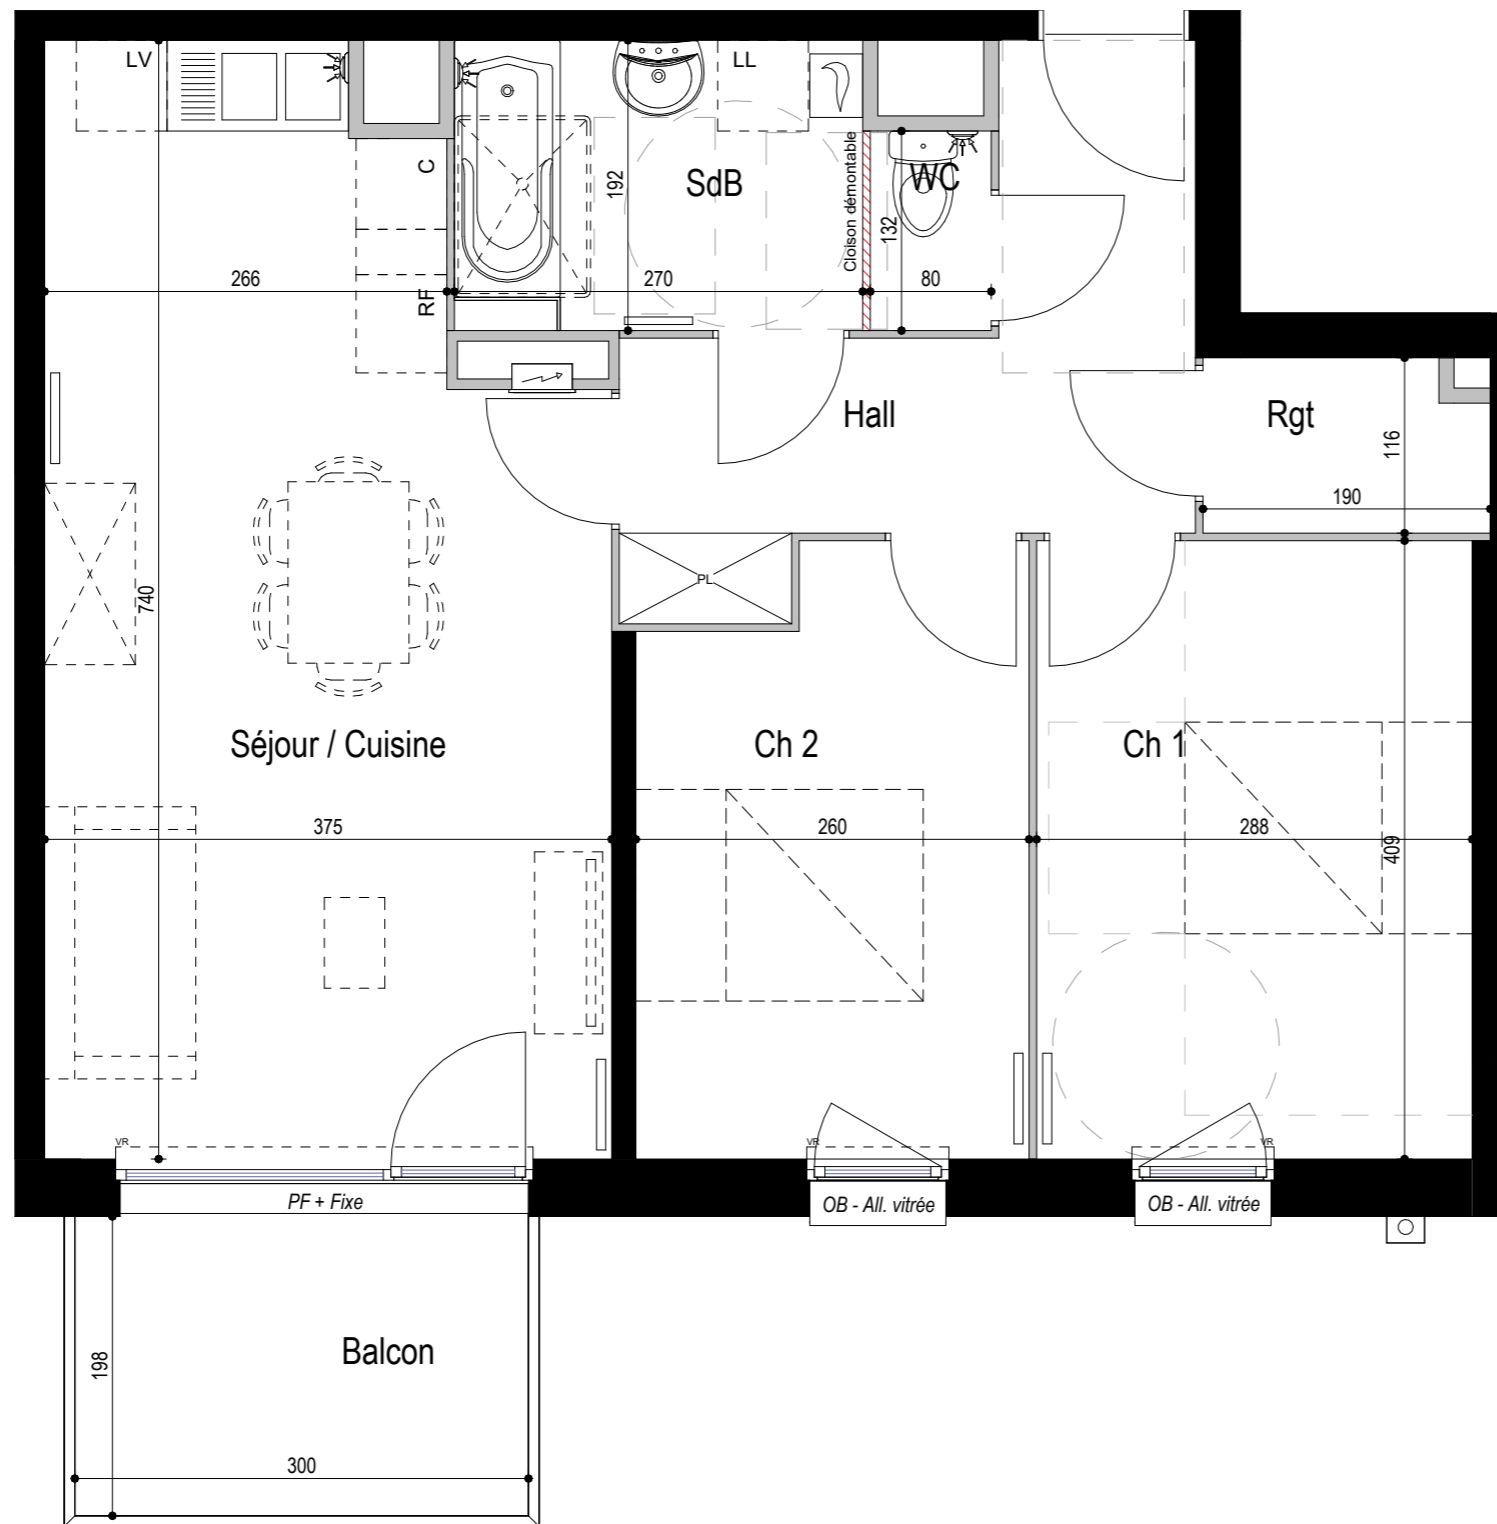 LV
LL
C
192
SdB
Cloison démontable
WC
132
266
RF
270
80
Hall
Rgt
116
190
740
PL
Séjour / Cuisine
Ch 2
Ch 1
375
260
288
409
VR
VR
VR
PF + Fixe
OB - All. vitrée
OB - All. vitrée
Balcon
198
300